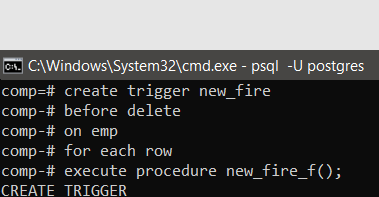 C:\Windows\System32\cmd.exe - psql  -U postgres
comp=# create trigger new_fire
comp-# before delete
comp-# on emp
comp-# for each row
comp-# execute procedure new_fire_f();
CREATE TRIGGER